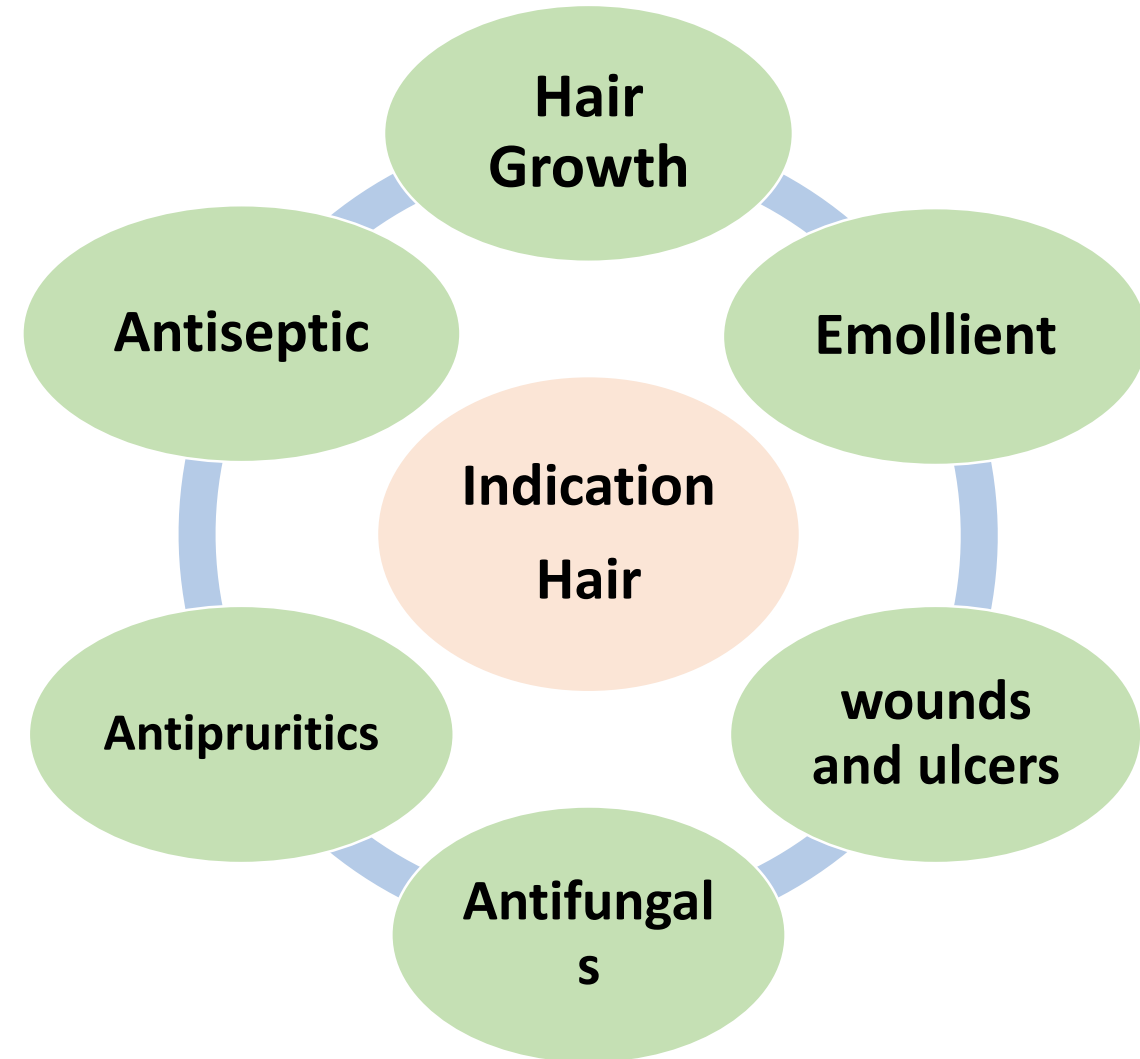 Hair
Growth
Antiseptic
Emollient
Indication
Hair
Antipruritics
wounds
and ulcers
Antifungal
s